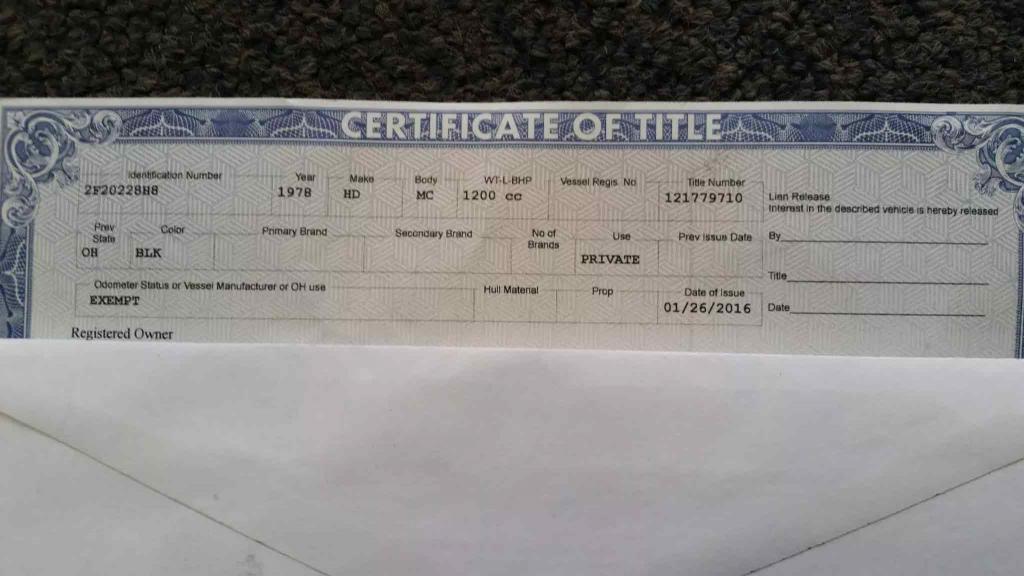 CERTIFICATE OF TITLE
Identification Number Year Make Body WT-L-BHP Vessel Regis. No Title Number
2F20228H8 1978 HD MC 1200 cc 121779710
Lien Release
Interest in the described vehicle is hereby released
Prev State Color Primary Brand Secondary Brand No of Brands Use Prev Issue Date
OH BLK PRIVATE
By
Title
Odometer Status or Vessel Manufacturer or OH use Hull Material Prop Date of Issue
EXEMPT 01/26/2016
Date
Registered Owner